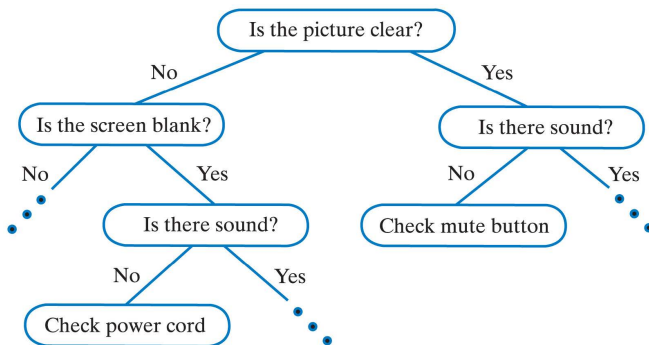 Is the picture clear?
No
Yes
Is the screen blank?
Is there sound?
No
Yes
No
Yes
Is there sound?
Check mute button
No
Yes
Check power cord